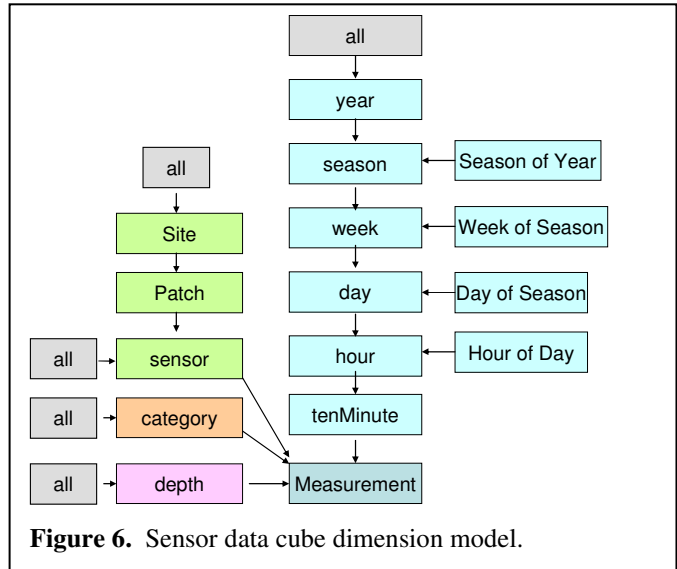 all
year
season
Season of Year
all
Site
week
Week of Season
Patch
day
Day of Season
all
sensor
hour
Hour of Day
all
category
tenMinute
all
depth
Measurement
Figure 6. Sensor data cube dimension model.